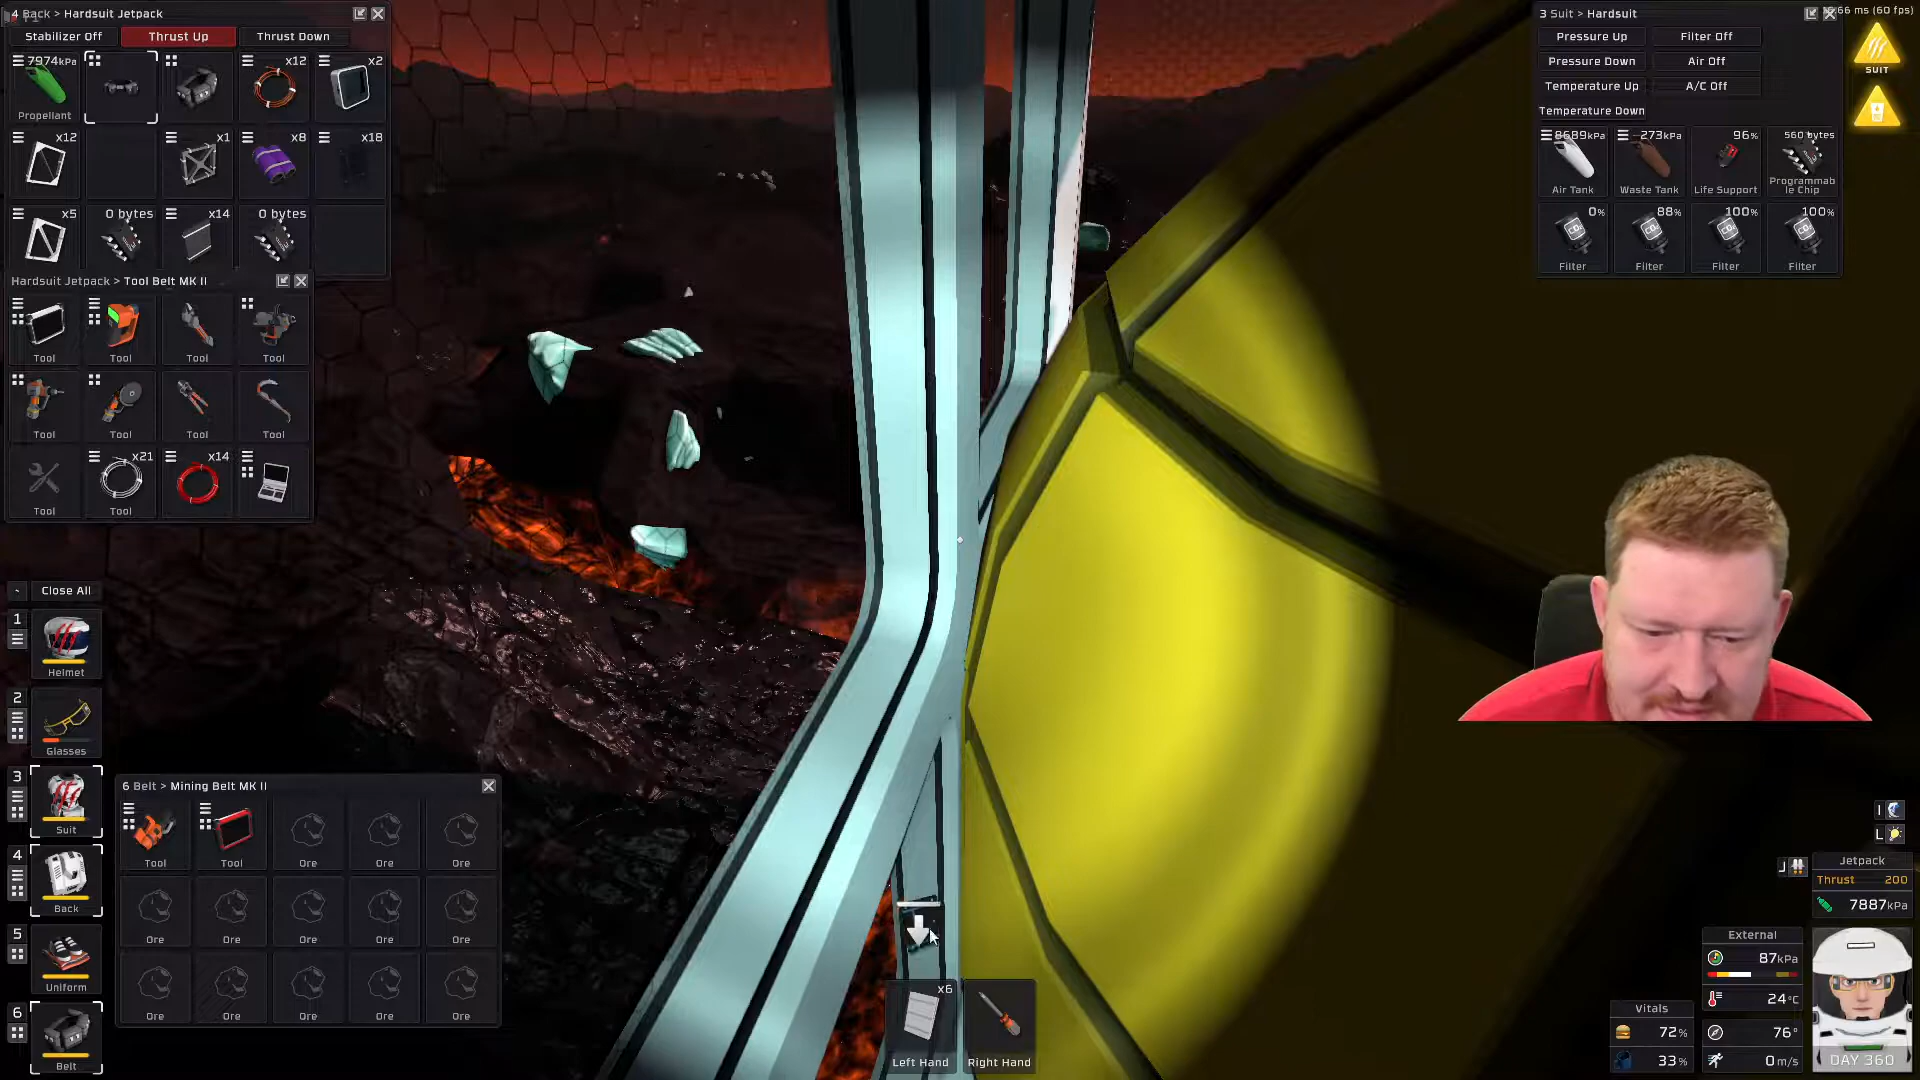 4 Back > Hardsuit Jetpack
Stabilizer Off
Thrust Up
Thrust Down
7974kPa
x12
x2
Propellant
x12
x1
x8
x18
x5
0 bytes
x14
0 bytes
Hardsuit Jetpack > Tool Belt MK II
Tool
Tool
Tool
Tool
Tool
Tool
Tool
Tool
x21
x14
Tool
Tool
Tool
Close All
1
Helmet
2
Glasses
3
Suit
4
Back
5
Uniform
6
Belt
6 Belt > Mining Belt MK II
Tool
Tool
Ore
Ore
Ore
Ore
Ore
Ore
Ore
Ore
Ore
Ore
Ore
Ore
Ore
x6
Left Hand
Right Hand
3 Suit > Hardsuit
.66 ms (60 fps)
Pressure Up
Filter Off
Pressure Down
Air Off
Temperature Up
A/C Off
Temperature Down
SUIT
8689kPa
-273kPa
96%
560 bytes
Air Tank
Waste Tank
Life Support
Programmab
le Chip
0%
88%
100%
100%
Filter
Filter
Filter
Filter
I
L
J
Jetpack
Thrust 200
7887kPa
External
87kPa
24°C
Vitals
72%
76°
33%
0m/s
DAY 360